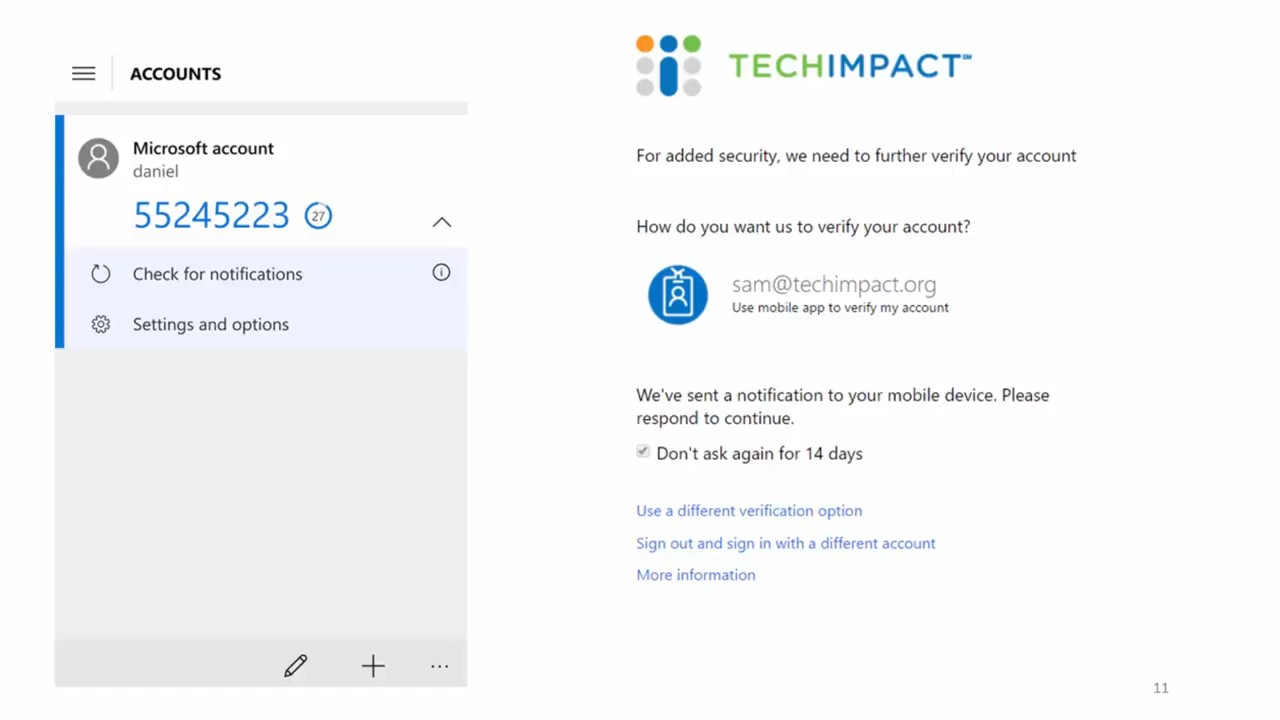 ACCOUNTS
Microsoft account
daniel
55245223 27
Check for notifications
Settings and options
TECHIMPACT℠
For added security, we need to further verify your account
How do you want us to verify your account?
sam@techimpact.org
Use mobile app to verify my account
We've sent a notification to your mobile device. Please
respond to continue.
Don't ask again for 14 days
Use a different verification option
Sign out and sign in with a different account
More information
11